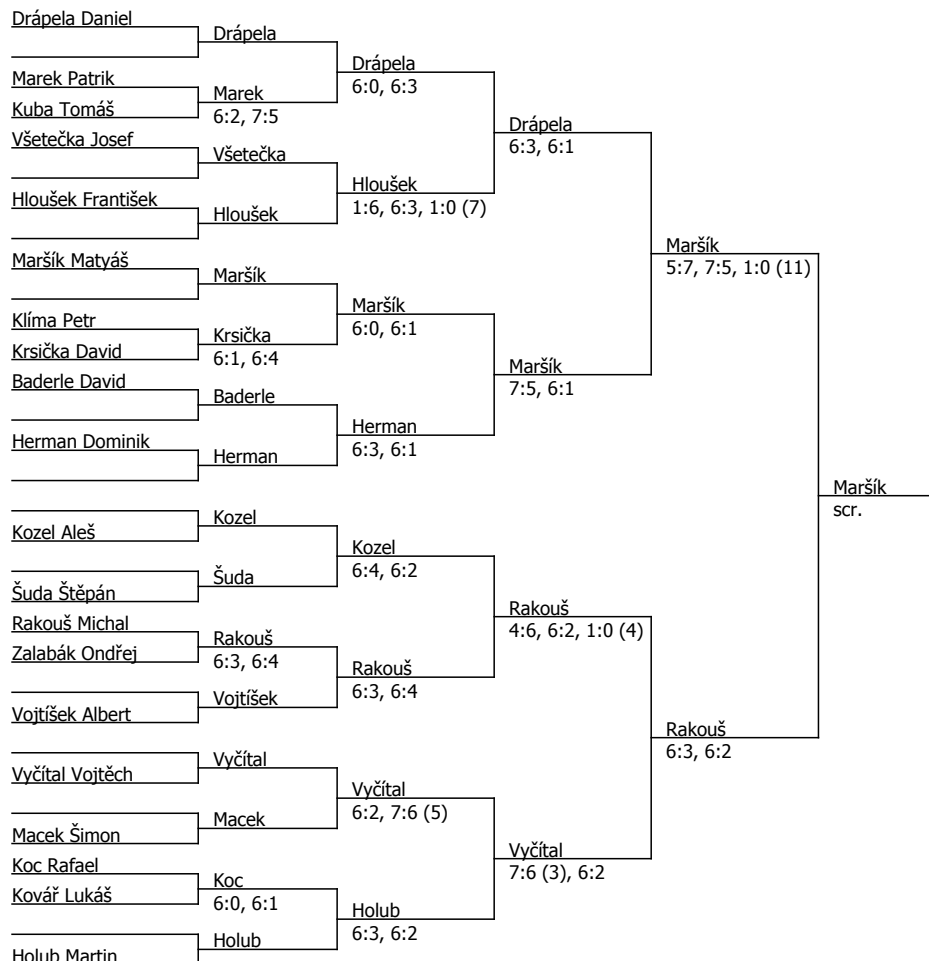 Drápela Daniel
Marek Patrik
Kuba Tomáš
Všetečka Josef
Hloušek František
Maršík Matyáš
Klíma Petr
Krsička David
Baderle David
Herman Dominik
Kozel Aleš
Šuda Štěpán
Rakouš Michal
Zalabák Ondřej
Vojtíšek Albert
Vyčítal Vojtěch
Macek Šimon
Koc Rafael
Kovář Lukáš
Holub Martin
Drápela
Marek
6:2, 7:5
Všetečka
Hloušek
Maršík
Krsička
6:1, 6:4
Baderle
Herman
Kozel
Šuda
Rakouš
6:3, 6:4
Vojtíšek
Vyčítal
Macek
Koc
6:0, 6:1
Holub
Drápela
6:0, 6:3
Hloušek
1:6, 6:3, 1:0 (7)
Maršík
6:0, 6:1
Herman
6:3, 6:1
Kozel
6:4, 6:2
Rakouš
6:3, 6:4
Vyčítal
6:2, 7:6 (5)
Holub
6:3, 6:2
Drápela
6:3, 6:1
Maršík
7:5, 6:1
Rakouš
4:6, 6:2, 1:0 (4)
Vyčítal
7:6 (3), 6:2
Maršík
5:7, 7:5, 1:0 (11)
Rakouš
6:3, 6:2
Maršík
scr.